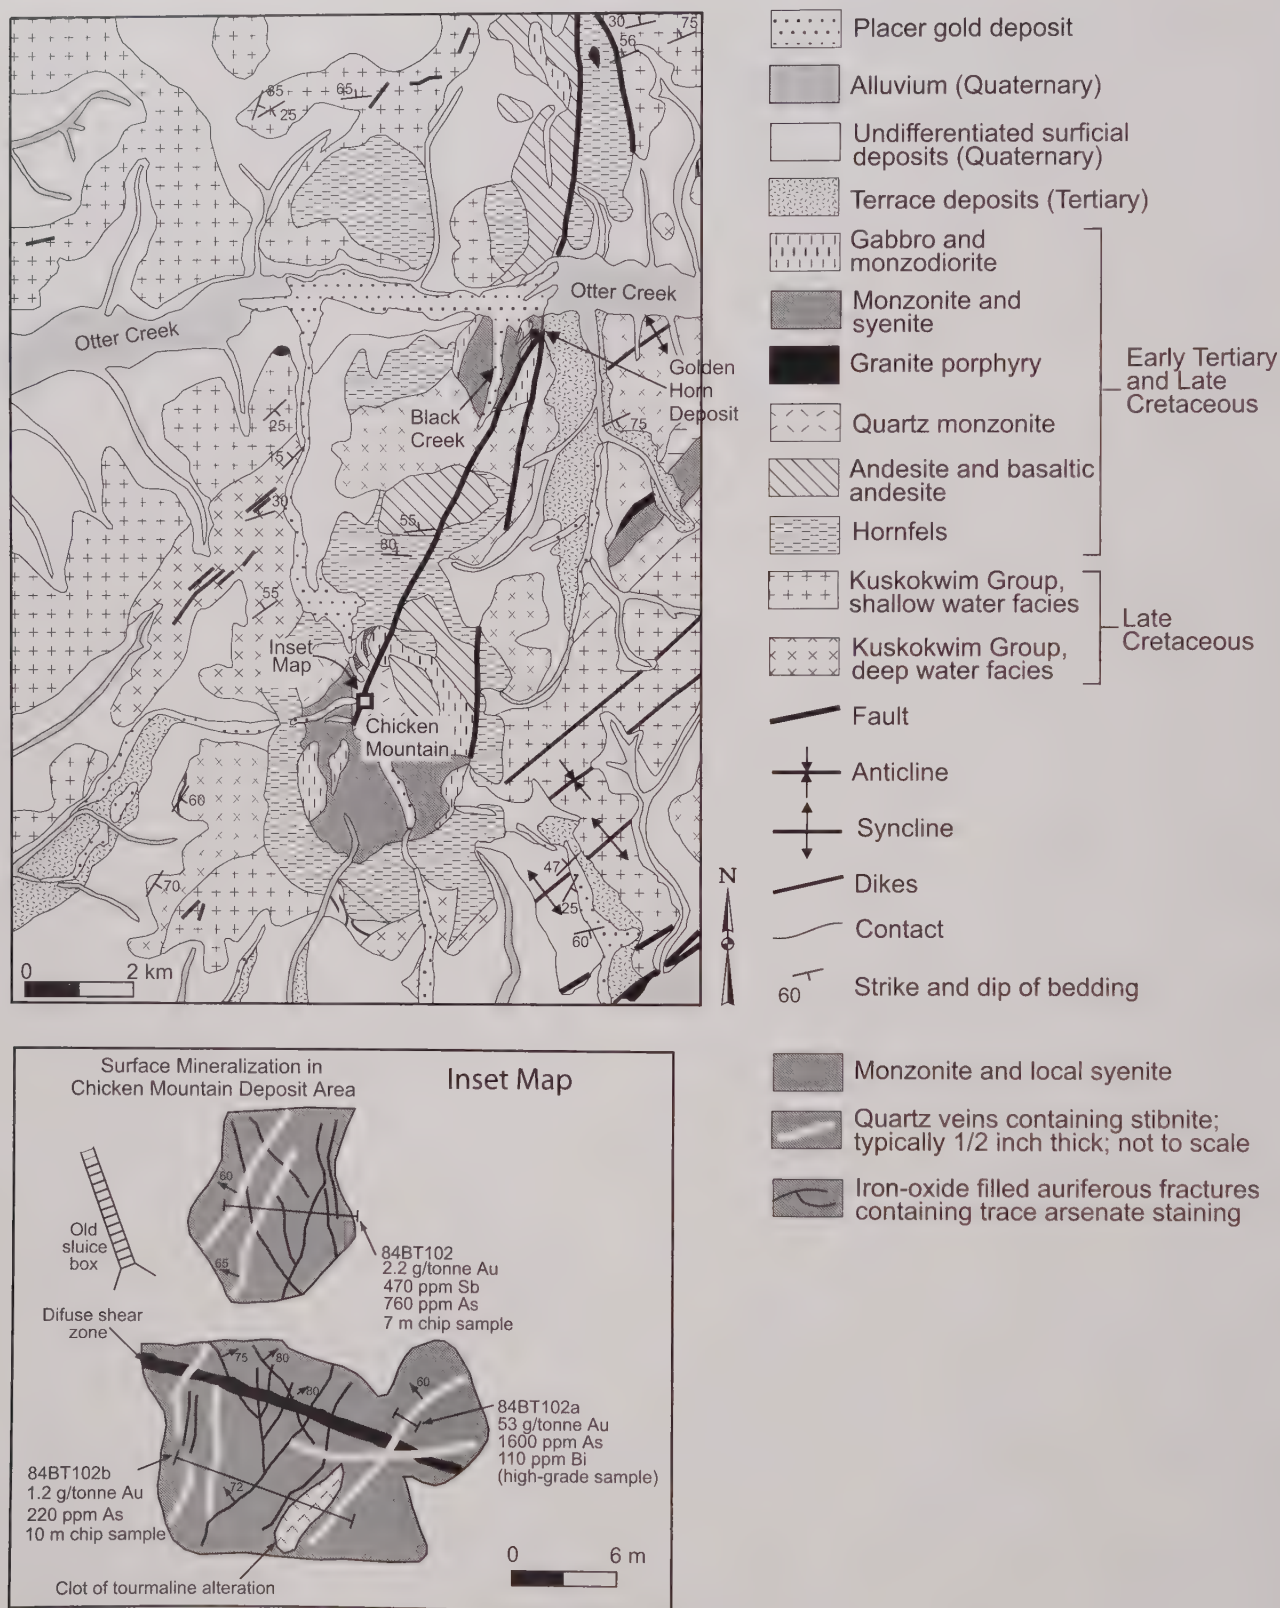 30
56
75
85
25
65
Otter Creek
Otter Creek
Golden
Horn
Deposit
Black
Creek
25
15
30
75
55
80
55
Inset
Map
Chicken
Mountain
60
70
47
25
60
0 2 km
N
Placer gold deposit
Alluvium (Quaternary)
Undifferentiated surficial
deposits (Quaternary)
Terrace deposits (Tertiary)
Gabbro and
monzodiorite
Monzonite and
syenite
Granite porphyry
Quartz monzonite
Andesite and basaltic
andesite
Hornfels
Early Tertiary
and Late
Cretaceous
Kuskokwim Group,
shallow water facies
Kuskokwim Group,
deep water facies
Late
Cretaceous
Fault
Anticline
Syncline
Dikes
Contact
60 Strike and dip of bedding
Surface Mineralization in
Chicken Mountain Deposit Area
Inset Map
60
65
Old
sluice
box
84BT102
2.2 g/tonne Au
470 ppm Sb
760 ppm As
7 m chip sample
Difuse shear
zone
75
80
80
60
72
84BT102a
53 g/tonne Au
1600 ppm As
110 ppm Bi
(high-grade sample)
84BT102b
1.2 g/tonne Au
220 ppm As
10 m chip sample
Clot of tourmaline alteration
0 6 m
Monzonite and local syenite
Quartz veins containing stibnite;
typically 1/2 inch thick; not to scale
Iron-oxide filled auriferous fractures
containing trace arsenate staining